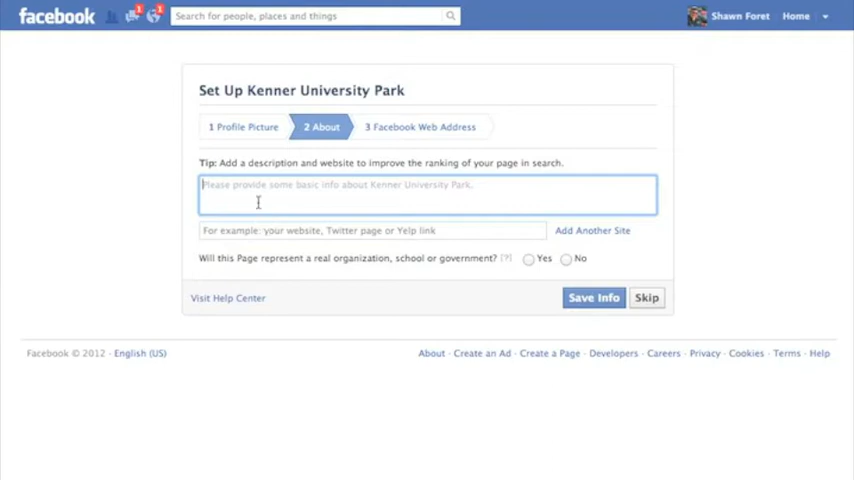 facebook 1 1 Search for people, places and things Shawn Foret Home
Set Up Kenner University Park
1 Profile Picture 2 About 3 Facebook Web Address
Tip: Add a description and website to improve the ranking of your page in search.
Please provide some basic info about Kenner University Park.
For example: your website, Twitter page or Yelp link Add Another Site
Will this Page represent a real organization, school or government? [?] Yes No
Visit Help Center Save Info Skip
Facebook © 2012 · English (US) About · Create an Ad · Create a Page · Developers · Careers · Privacy · Cookies · Terms · Help